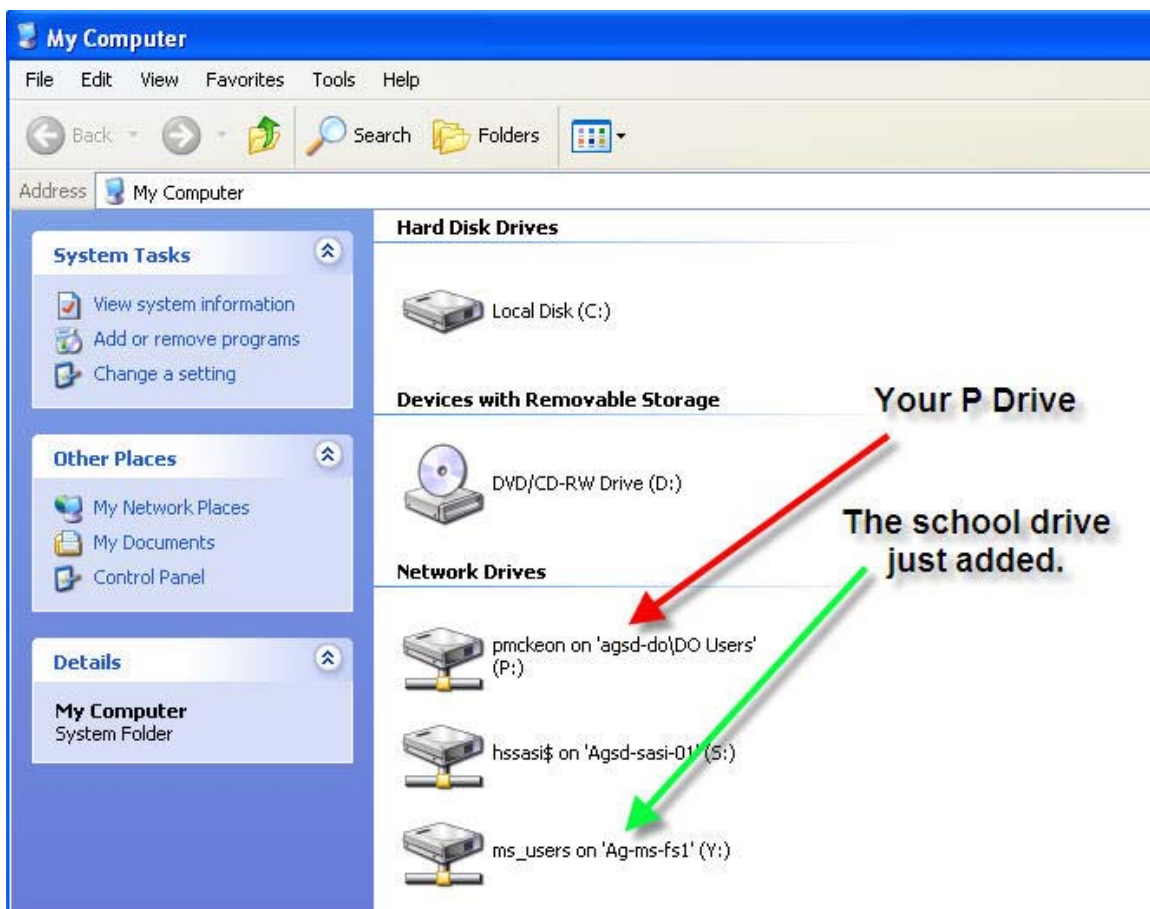 My Computer
File Edit View Favorites Tools Help
Back Search Folders
Address My Computer
System Tasks
View system information
Add or remove programs
Change a setting
Other Places
My Network Places
My Documents
Control Panel
Details
My Computer
System Folder
Hard Disk Drives
Local Disk (C:)
Devices with Removable Storage
DVD/CD-RW Drive (D:)
Network Drives
pmckeon on 'agsd-do\DO Users'
(P:)
hssasi$ on 'Agsd-sasi-01' (S:)
ms_users on 'Ag-ms-fs1' (Y:)
Your P Drive
The school drive
just added.